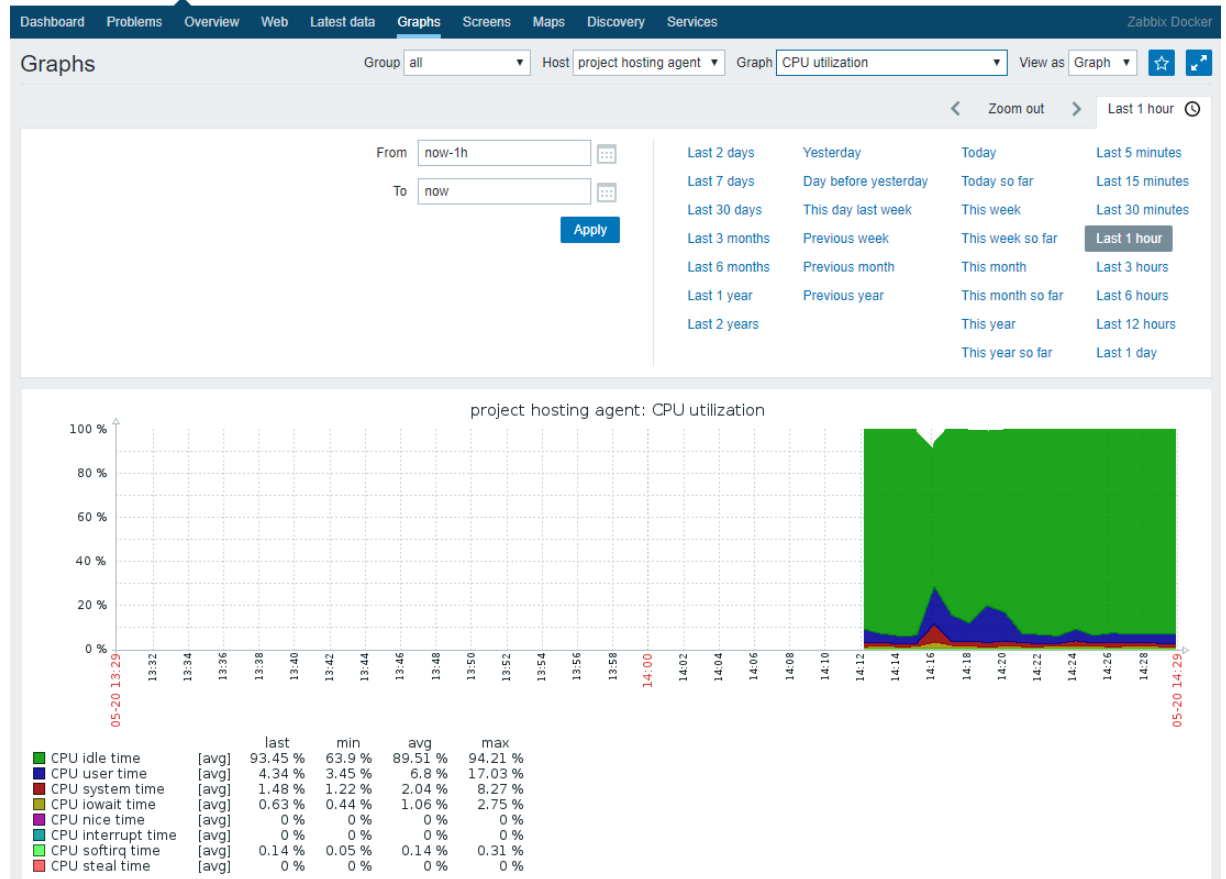 Dashboard Problems Overview Web Latest data Graphs Screens Maps Discovery Services Zabbix Docker
Graphs Group all Host project hosting agent Graph CPU utilization View as Graph
Zoom out Last 1 hour
From now-1h
To now
Apply
Last 2 days Yesterday Today Last 5 minutes
Last 7 days Day before yesterday Today so far Last 15 minutes
Last 30 days This day last week This week Last 30 minutes
Last 3 months Previous week This week so far Last 1 hour
Last 6 months Previous month This month Last 3 hours
Last 1 year Previous year This month so far Last 6 hours
Last 2 years This year Last 12 hours
This year so far Last 1 day
project hosting agent: CPU utilization
100 %
80 %
60 %
40 %
20 %
0 %
05-20 13:29 13:32 13:34 13:36 13:38 13:40 13:42 13:44 13:46 13:48 13:50 13:52 13:54 13:56 13:58 14:00 14:02 14:04 14:06 14:08 14:10 14:12 14:14 14:16 14:18 14:20 14:22 14:24 14:26 14:28 05-20 14:29
last min avg max
CPU idle time [avg] 93.45 % 63.9 % 89.51 % 94.21 %
CPU user time [avg] 4.34 % 3.45 % 6.8 % 17.03 %
CPU system time [avg] 1.48 % 1.22 % 2.04 % 8.27 %
CPU iowait time [avg] 0.63 % 0.44 % 1.06 % 2.75 %
CPU nice time [avg] 0 % 0 % 0 % 0 %
CPU interrupt time [avg] 0 % 0 % 0 % 0 %
CPU softirq time [avg] 0.14 % 0.05 % 0.14 % 0.31 %
CPU steal time [avg] 0 % 0 % 0 % 0 %